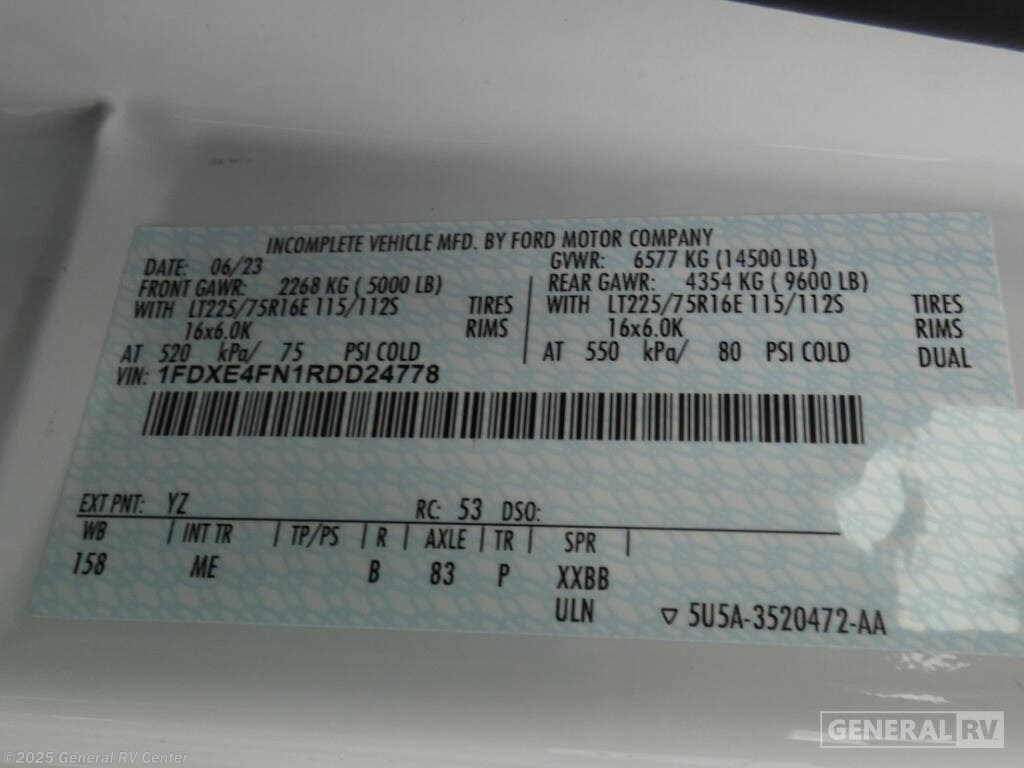 INCOMPLETE VEHICLE MFD. BY FORD MOTOR COMPANY
DATE: 06/23 GVWR: 6577 KG (14500 LB)
FRONT GAWR: 2268 KG ( 5000 LB) REAR GAWR: 4354 KG ( 9600 LB)
WITH LT225/75R16E 115/112S TIRES WITH LT225/75R16E 115/112S TIRES
16x6.0K RIMS 16x6.0K RIMS
AT 520 kPa/ 75 PSI COLD AT 550 kPa/ 80 PSI COLD DUAL
VIN: 1FDXE4FN1RDD24778
EXT PNT: YZ RC: 53 DSO:
WB | INT TR | TP/PS | R | AXLE | TR | SPR |
158 ME B 83 P XXBB
ULN ▽ 5U5A-3520472-AA
GENERAL RV
©2025 General RV Center